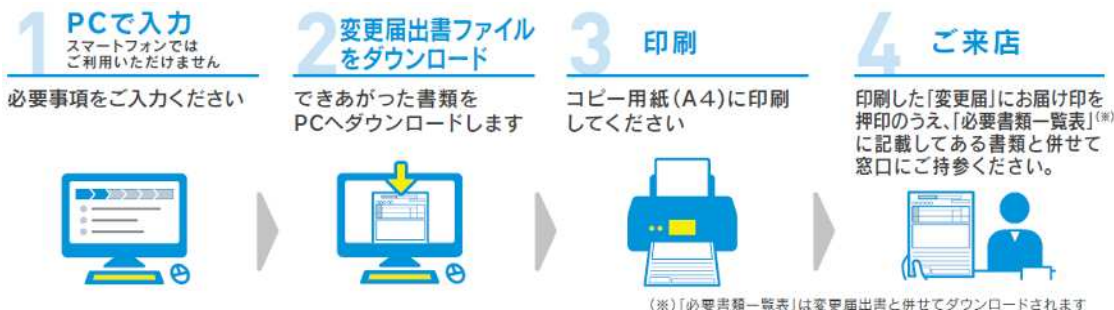 1
PCで入力
スマートフォンでは
ご利用いただけません
必要事項をご入力ください
2
変更届出書ファイル
をダウンロード
できあがった書類を
PCへダウンロードします
3
印刷
コピー用紙(A4)に印刷
してください
4
ご来店
印刷した「変更届」にお届け印を
押印のうえ、「必要書類一覧表」(※)
に記載してある書類と併せて
窓口にご持参ください。
(※)「必要書類一覧表」は変更届出書と併せてダウンロードされます